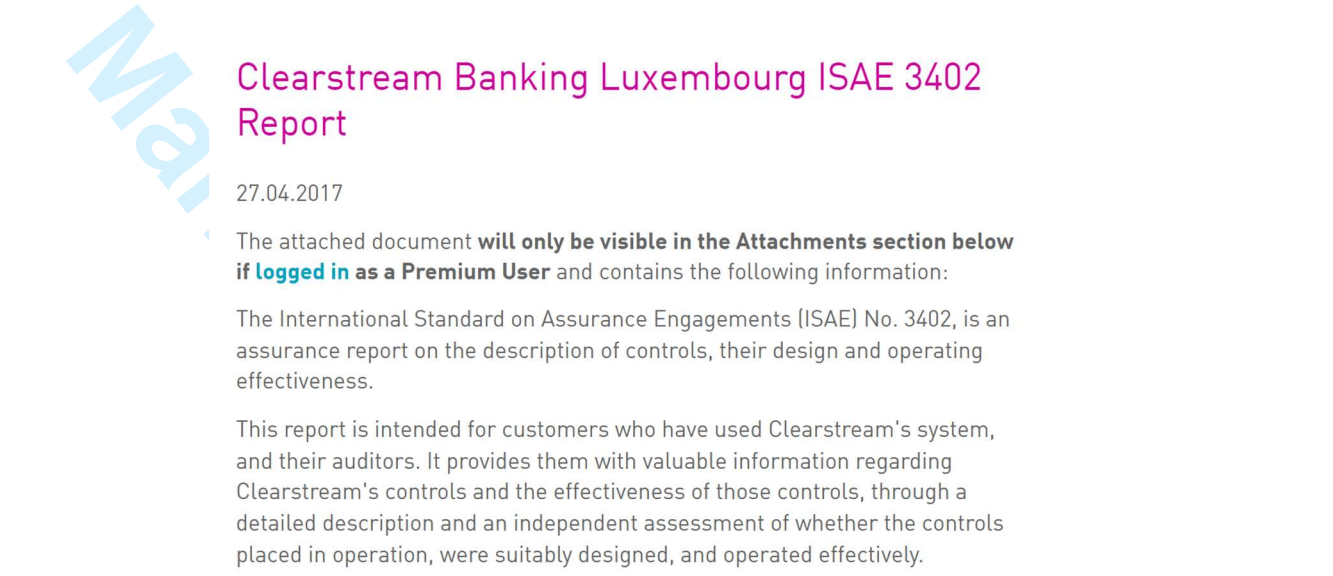 Clearstream Banking Luxembourg ISAE 3402
Report
27.04.2017
The attached document will only be visible in the Attachments section below
if logged in as a Premium User and contains the following information:
The International Standard on Assurance Engagements (ISAE) No. 3402, is an
assurance report on the description of controls, their design and operating
effectiveness.
This report is intended for customers who have used Clearstream's system,
and their auditors. It provides them with valuable information regarding
Clearstream's controls and the effectiveness of those controls, through a
detailed description and an independent assessment of whether the controls
placed in operation, were suitably designed, and operated effectively.